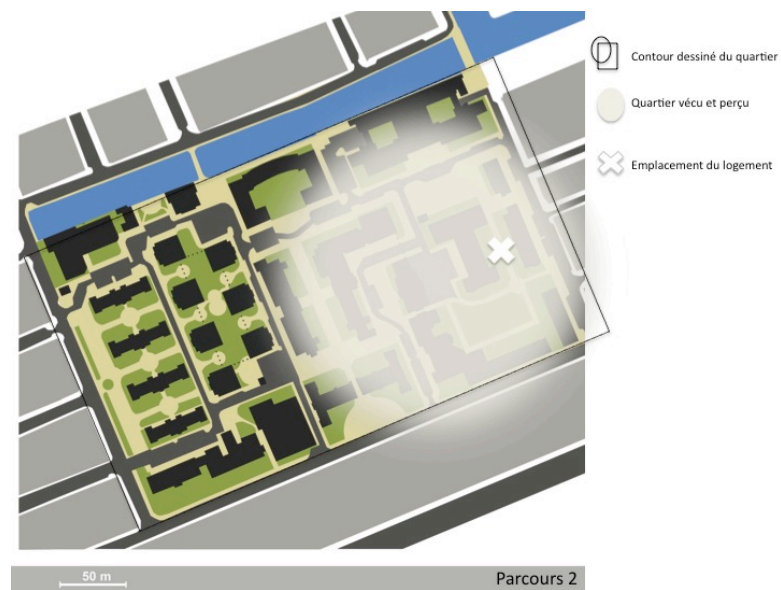 Contour dessiné du quartier
Quartier vécu et perçu
Emplacement du logement
50 m
Parcours 2